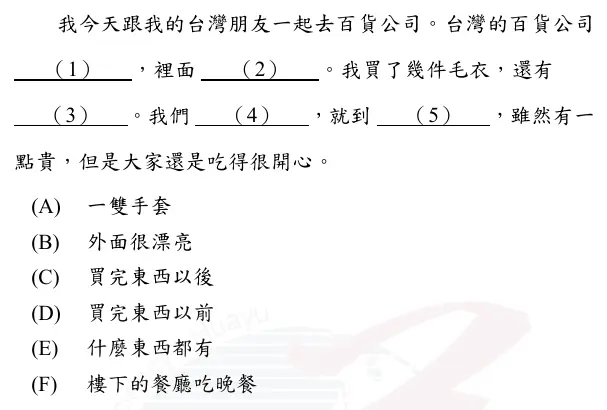 我今天跟我的台灣朋友一起去百貨公司。台灣的百貨公司
（1），裡面（2）。我買了幾件毛衣，還有
（3）。我們（4），就到（5），雖然有一
點貴，但是大家還是吃得很開心。
(A) 一雙手套
(B) 外面很漂亮
(C) 買完東西以後
(D) 買完東西以前
(E) 什麼東西都有
(F) 樓下的餐廳吃晚餐